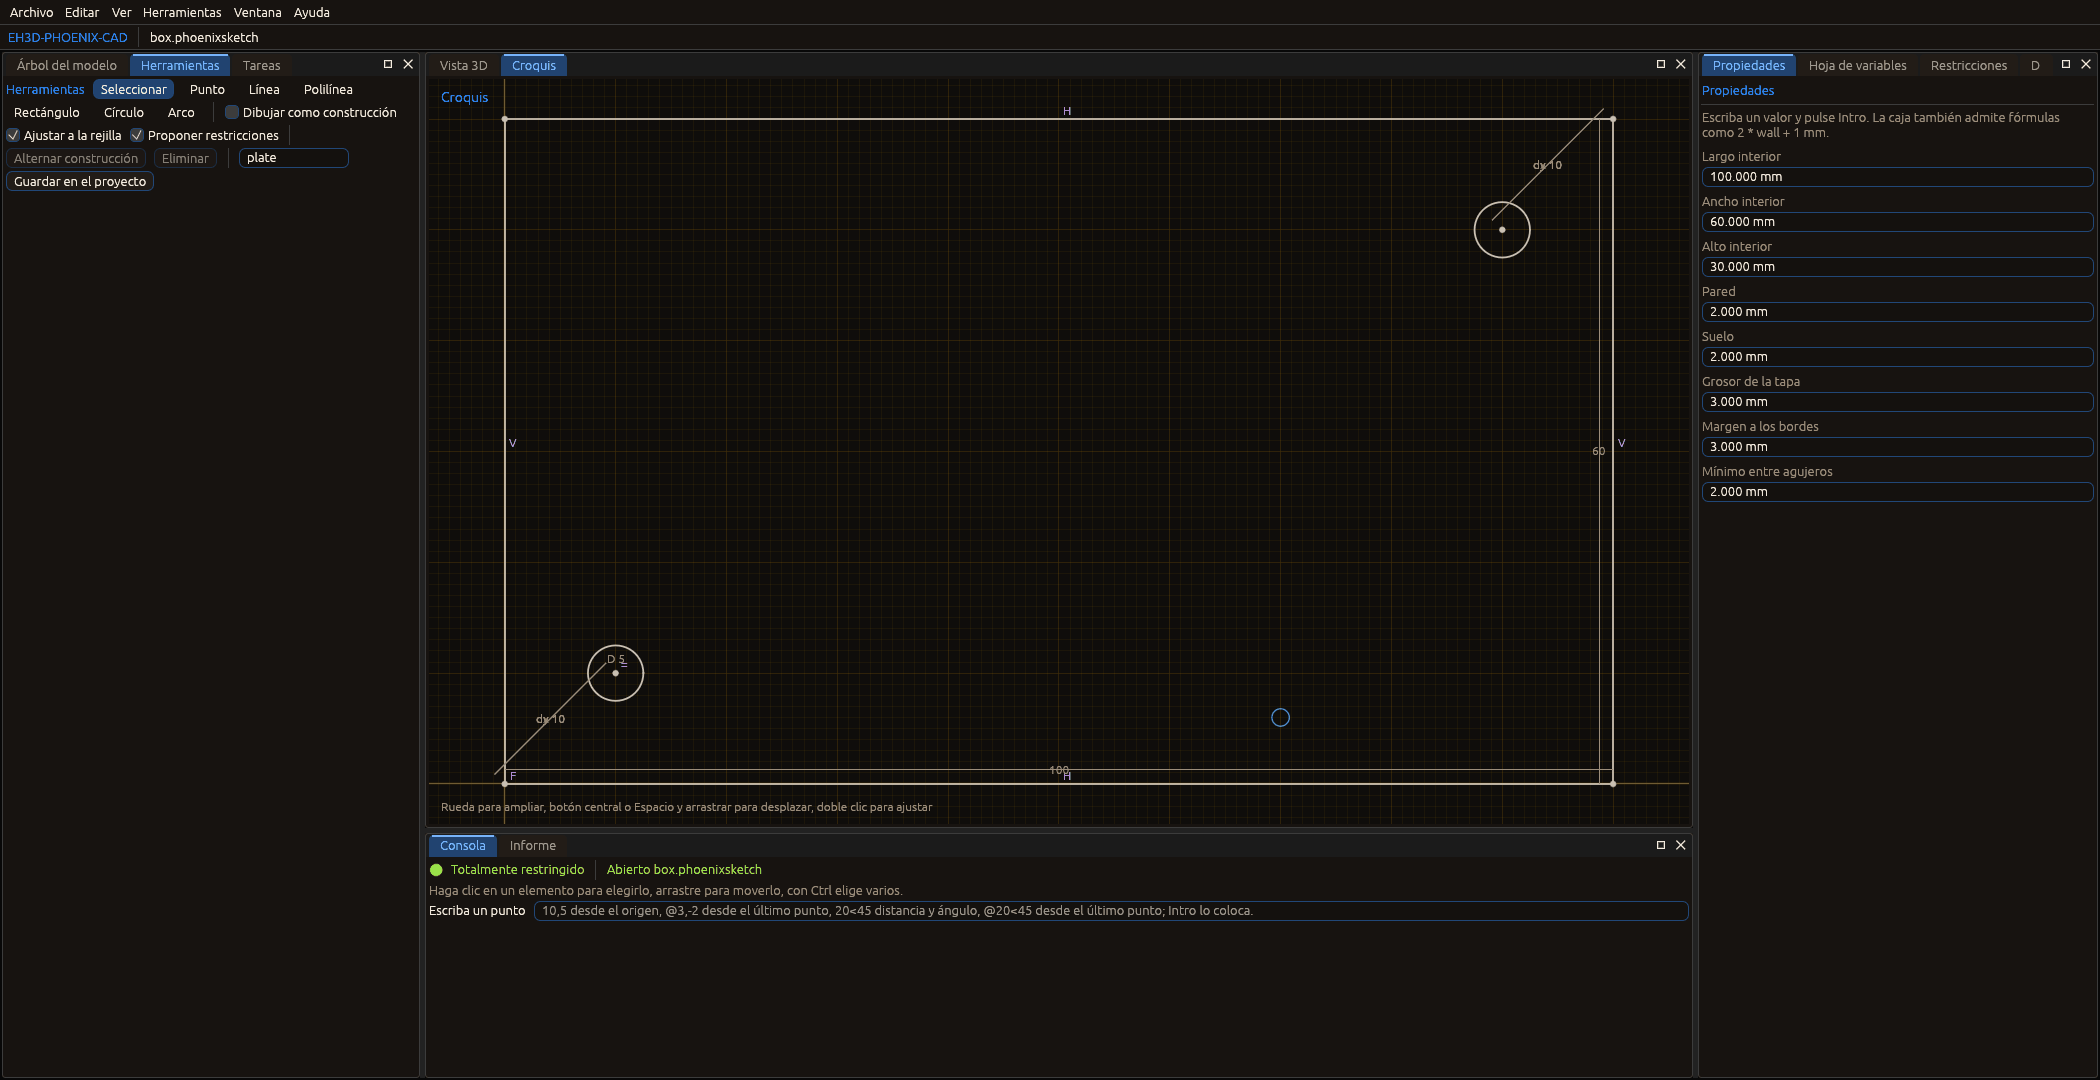 Archivo Editar Ver Herramientas Ventana Ayuda
EH3D-PHOENIX-CAD box.phoenixsketch
Árbol del modelo Herramientas Tareas
Herramientas Seleccionar Punto Línea Polilínea
Rectángulo Círculo Arco Dibujar como construcción
Ajustar a la rejilla Proponer restricciones
Alternar construcción Eliminar plate
Guardar en el proyecto
Vista 3D Croquis
Croquis
H
dx 10
V
V
60
D 5
=
10
100
F
H
Rueda para ampliar, botón central o Espacio y arrastrar para desplazar, doble clic para ajustar
Consola Informe
Totalmente restringido Abierto box.phoenixsketch
Haga clic en un elemento para elegirlo, arrastre para moverlo, con Ctrl elige varios.
Escriba un punto 10,5 desde el origen, @3,-2 desde el último punto, 20<45 distancia y ángulo, @20<45 desde el último punto; Intro lo coloca.
Propiedades Hoja de variables Restricciones D
Propiedades
Escriba un valor y pulse Intro. La caja también admite fórmulas
como 2 * wall + 1 mm.
Largo interior
100.000 mm
Ancho interior
60.000 mm
Alto interior
30.000 mm
Pared
2.000 mm
Suelo
2.000 mm
Grosor de la tapa
3.000 mm
Margen a los bordes
3.000 mm
Mínimo entre agujeros
2.000 mm